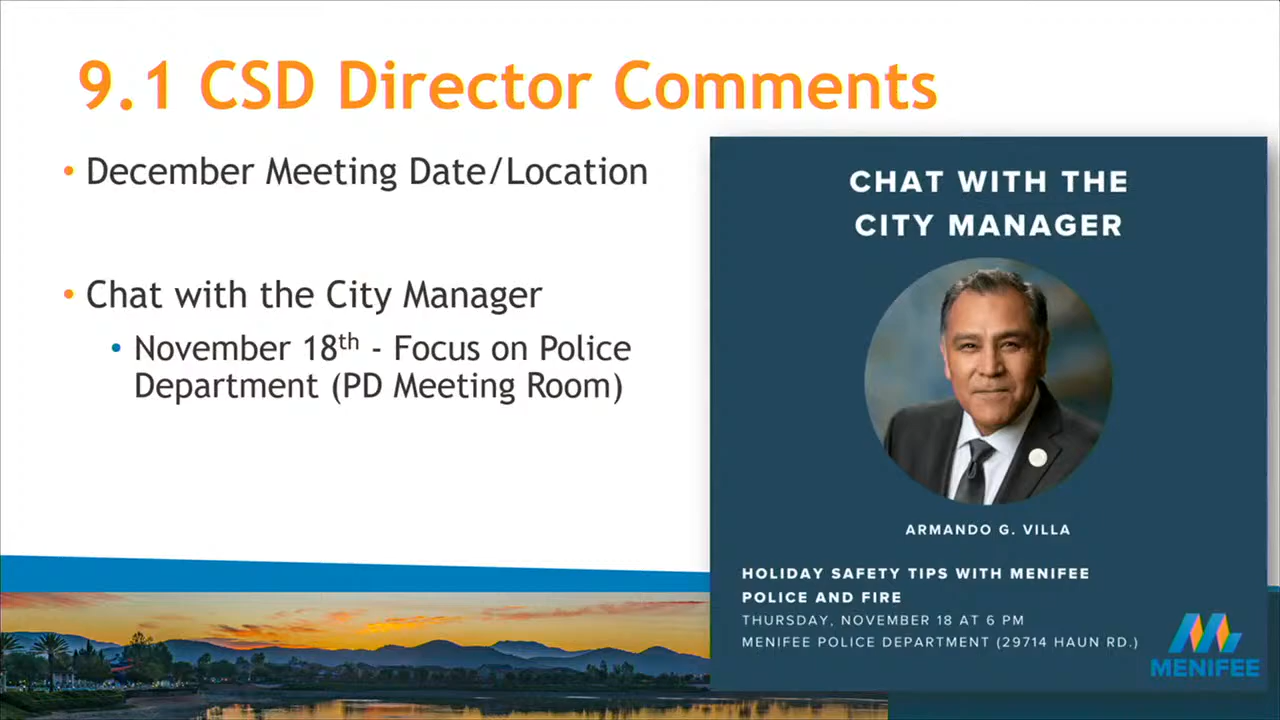 9.1 CSD Director Comments
• December Meeting Date/Location
• Chat with the City Manager
• November 18th - Focus on Police
Department (PD Meeting Room)
CHAT WITH THE
CITY MANAGER
ARMANDO G. VILLA
HOLIDAY SAFETY TIPS WITH MENIFEE
POLICE AND FIRE
THURSDAY, NOVEMBER 18 AT 6 PM
MENIFEE POLICE DEPARTMENT (29714 HAUN RD.)
MENIFEE